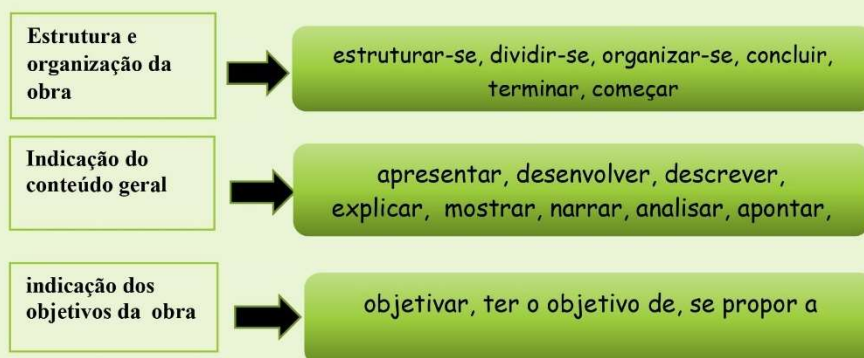 Estrutura e
organização da
obra
estruturar-se, dividir-se, organizar-se, concluir,
terminar, começar
Indicação do
conteúdo geral
apresentar, desenvolver, descrever,
explicar, mostrar, narrar, analisar, apontar,
indicação dos
objetivos da obra
objetivar, ter o objetivo de, se propor a